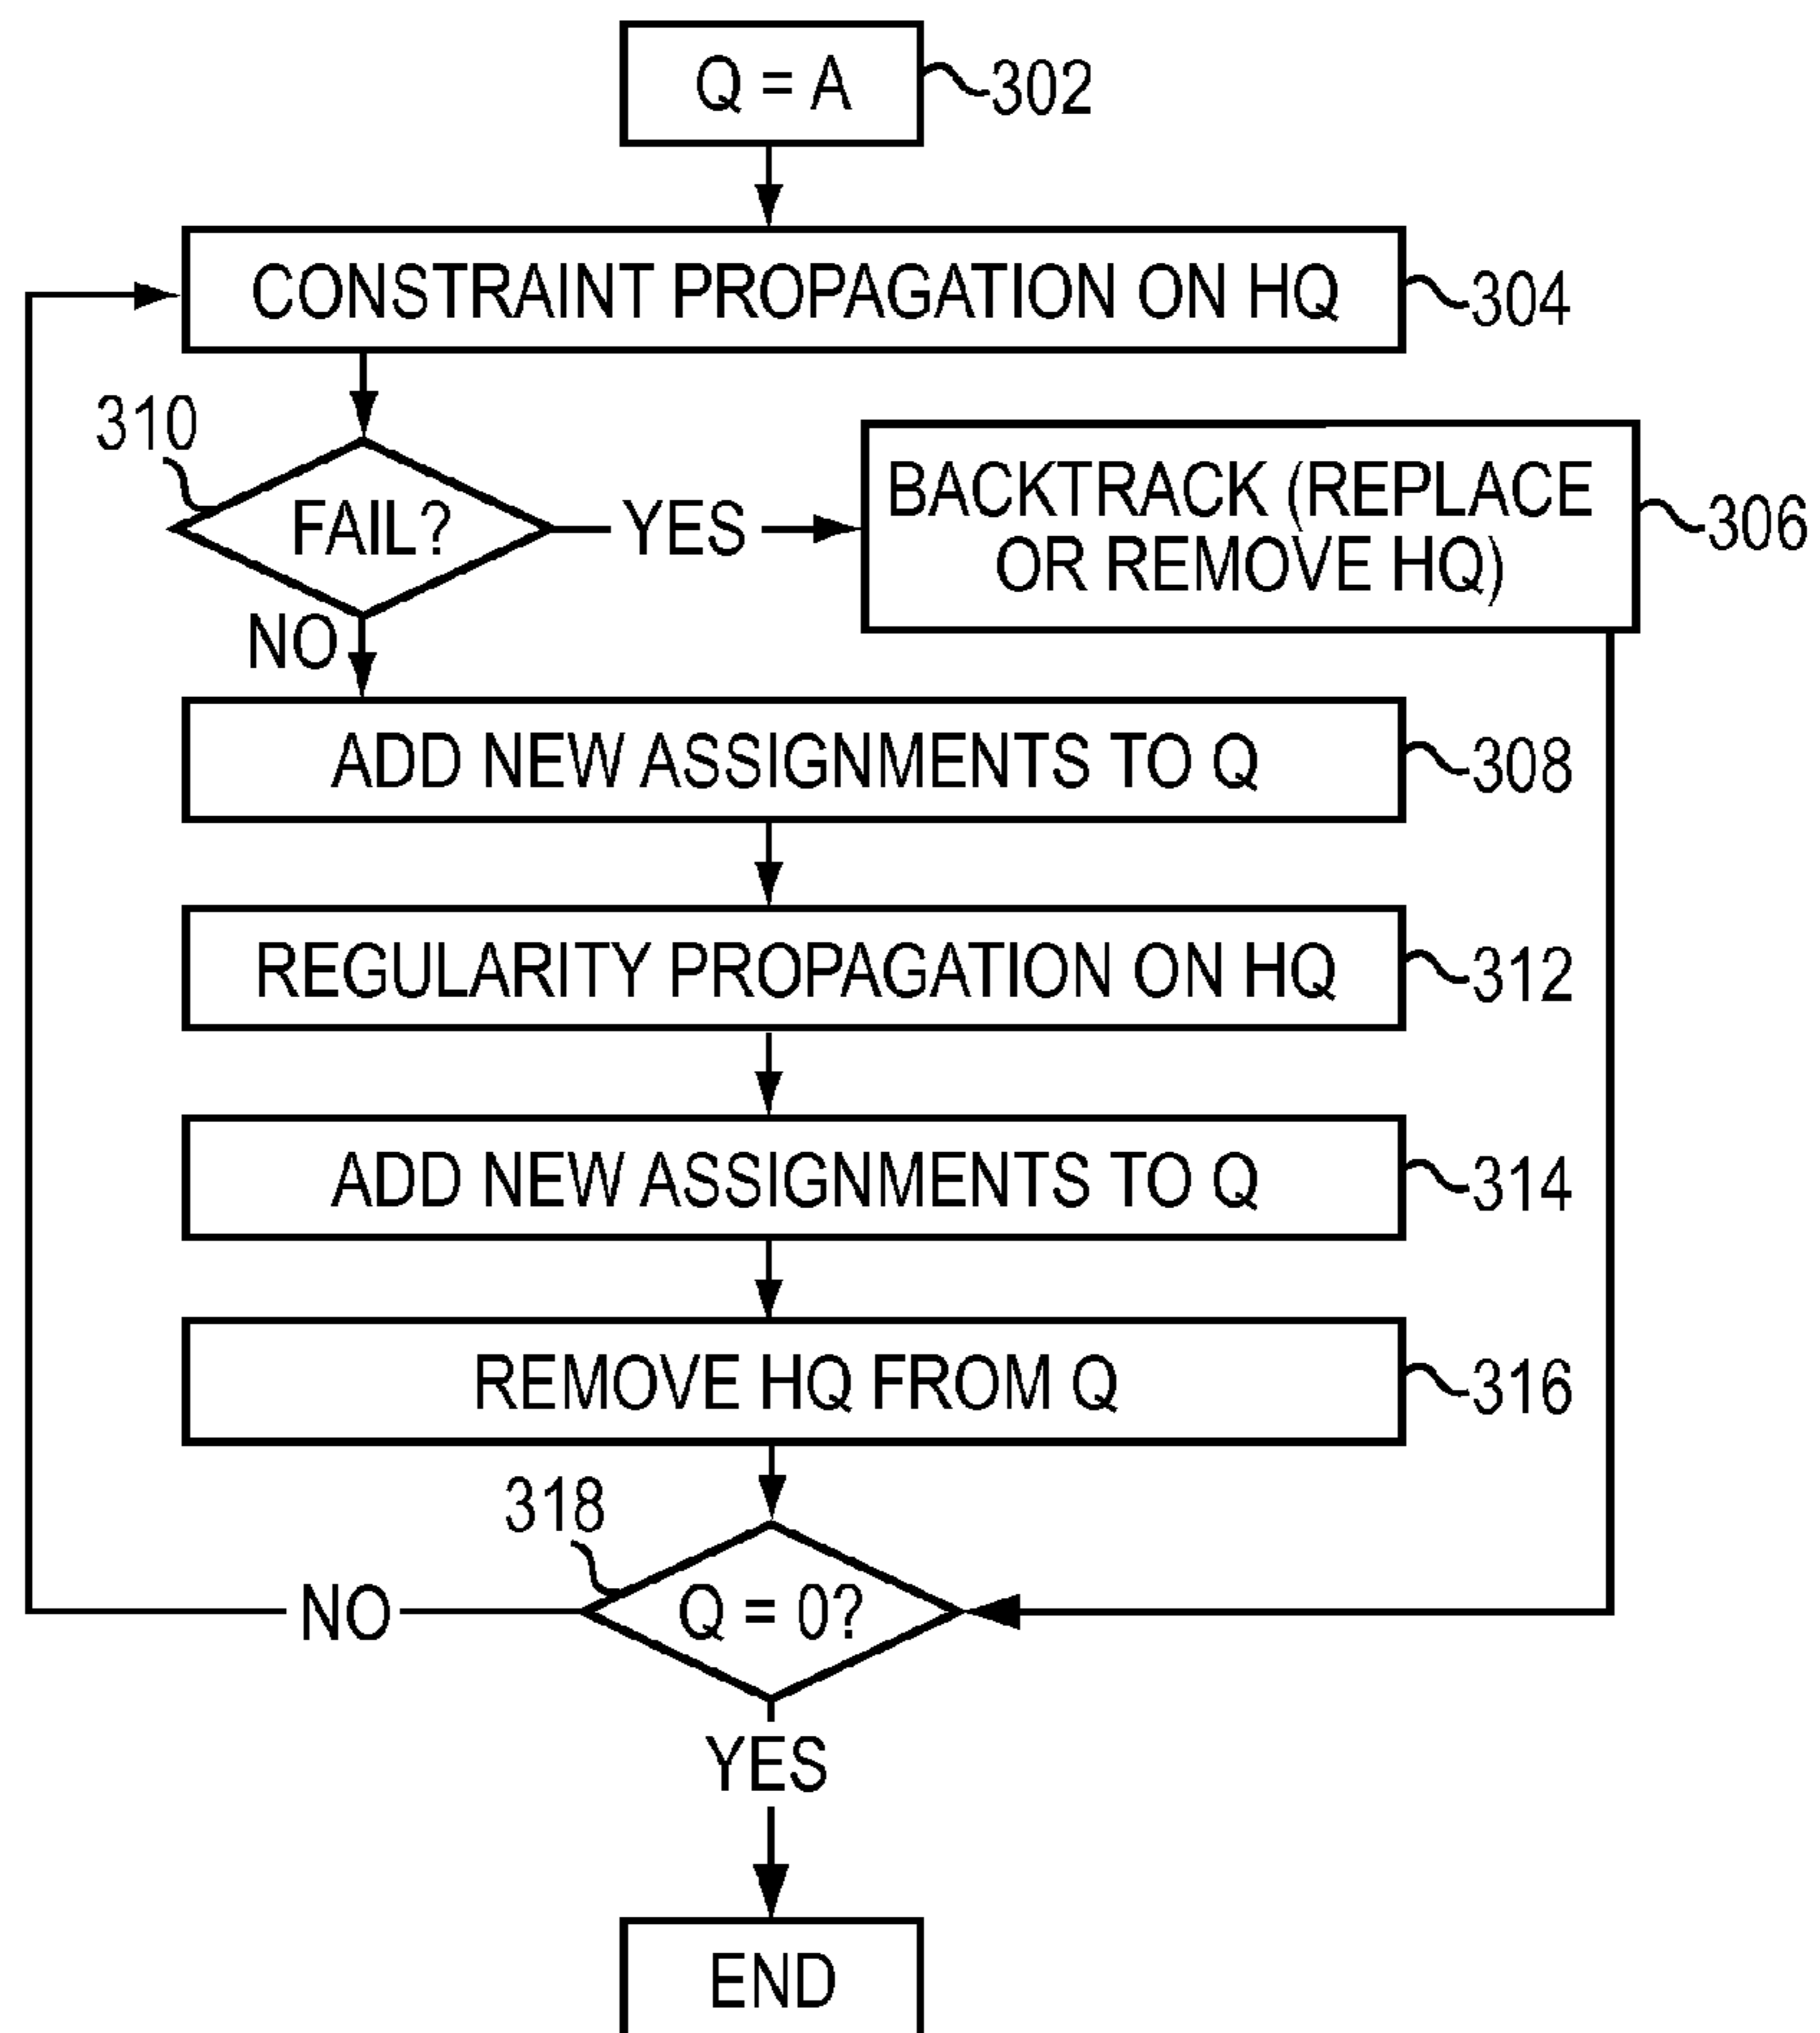 Q = A
302
CONSTRAINT PROPAGATION ON HQ
304
310
FAIL?
YES
BACKTRACK (REPLACE
OR REMOVE HQ)
306
NO
ADD NEW ASSIGNMENTS TO Q
308
REGULARITY PROPAGATION ON HQ
312
ADD NEW ASSIGNMENTS TO Q
314
REMOVE HQ FROM Q
316
318
Q = 0?
NO
YES
END